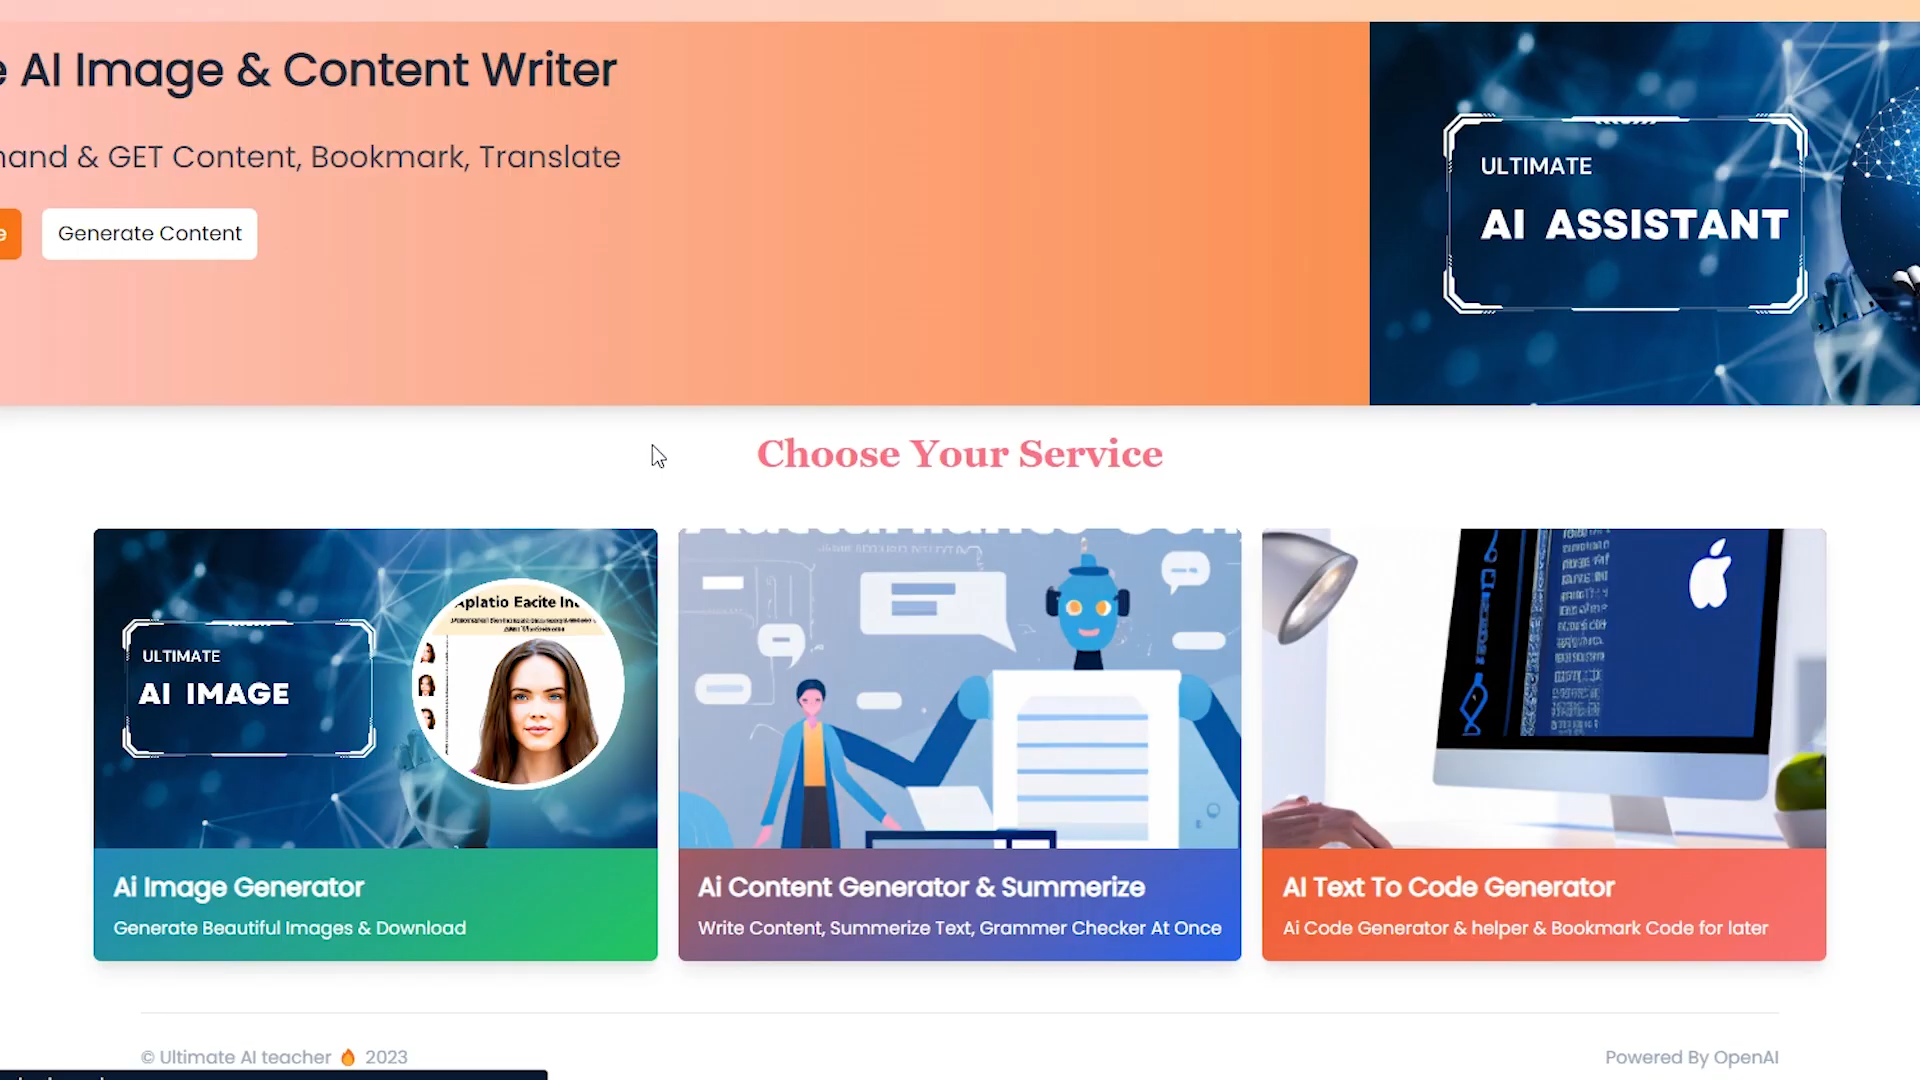 AI Image & Content Writer
& GET Content, Bookmark, Translate
Generate Content
ULTIMATE
AI ASSISTANT
Choose Your Service
ULTIMATE
AI IMAGE
Aplatio Eacite
Ai Image Generator
Generate Beautiful Images & Download
Ai Content Generator & Summerize
Write Content, Summerize Text, Grammer Checker At Once
AI Text To Code Generator
Ai Code Generator & helper & Bookmark Code for later
© Ultimate AI teacher 🔥 2023
Powered By OpenAI